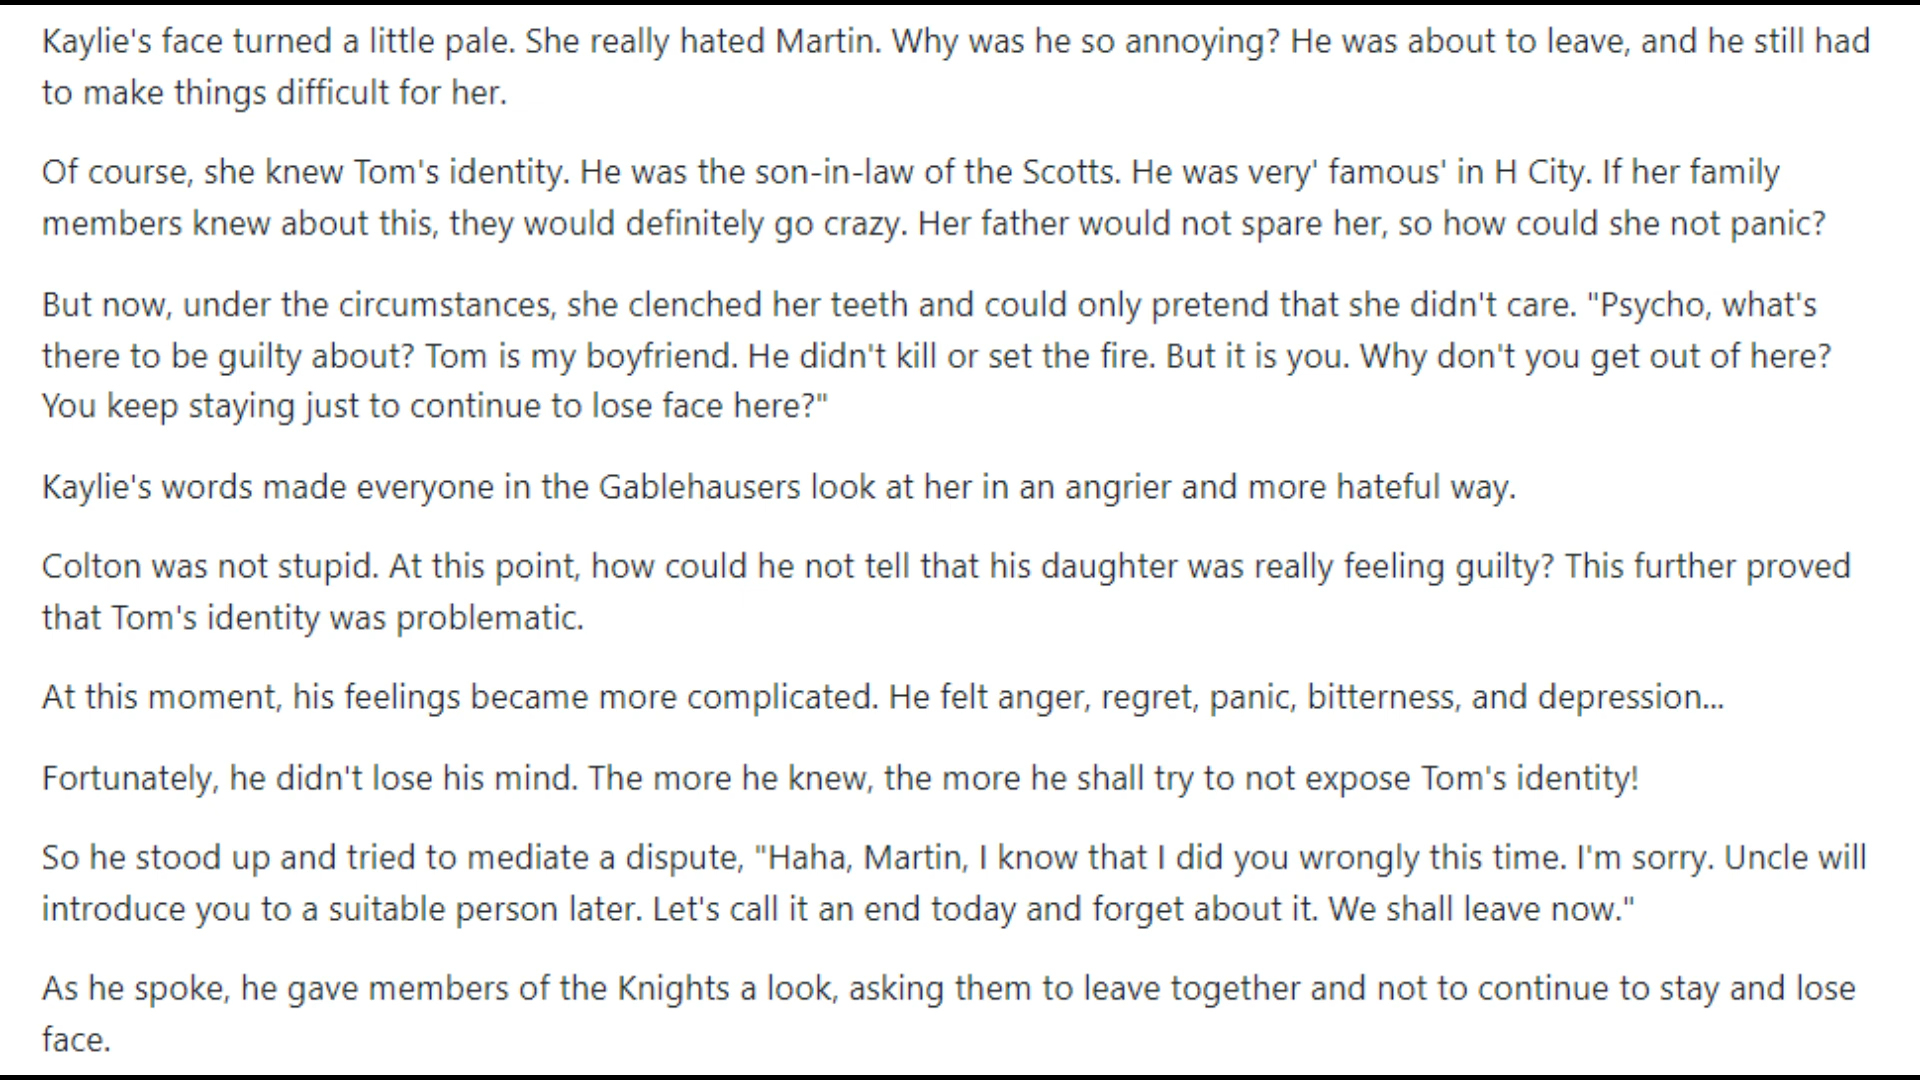 Kaylie's face turned a little pale. She really hated Martin. Why was he so annoying? He was about to leave, and he still had
to make things difficult for her.
Of course, she knew Tom's identity. He was the son-in-law of the Scotts. He was very' famous' in H City. If her family
members knew about this, they would definitely go crazy. Her father would not spare her, so how could she not panic?
But now, under the circumstances, she clenched her teeth and could only pretend that she didn't care. "Psycho, what's
there to be guilty about? Tom is my boyfriend. He didn't kill or set the fire. But it is you. Why don't you get out of here?
You keep staying just to continue to lose face here?"
Kaylie's words made everyone in the Gablehausers look at her in an angrier and more hateful way.
Colton was not stupid. At this point, how could he not tell that his daughter was really feeling guilty? This further proved
that Tom's identity was problematic.
At this moment, his feelings became more complicated. He felt anger, regret, panic, bitterness, and depression...
Fortunately, he didn't lose his mind. The more he knew, the more he shall try to not expose Tom's identity!
So he stood up and tried to mediate a dispute, "Haha, Martin, I know that I did you wrongly this time. I'm sorry. Uncle will
introduce you to a suitable person later. Let's call it an end today and forget about it. We shall leave now."
As he spoke, he gave members of the Knights a look, asking them to leave together and not to continue to stay and lose
face.